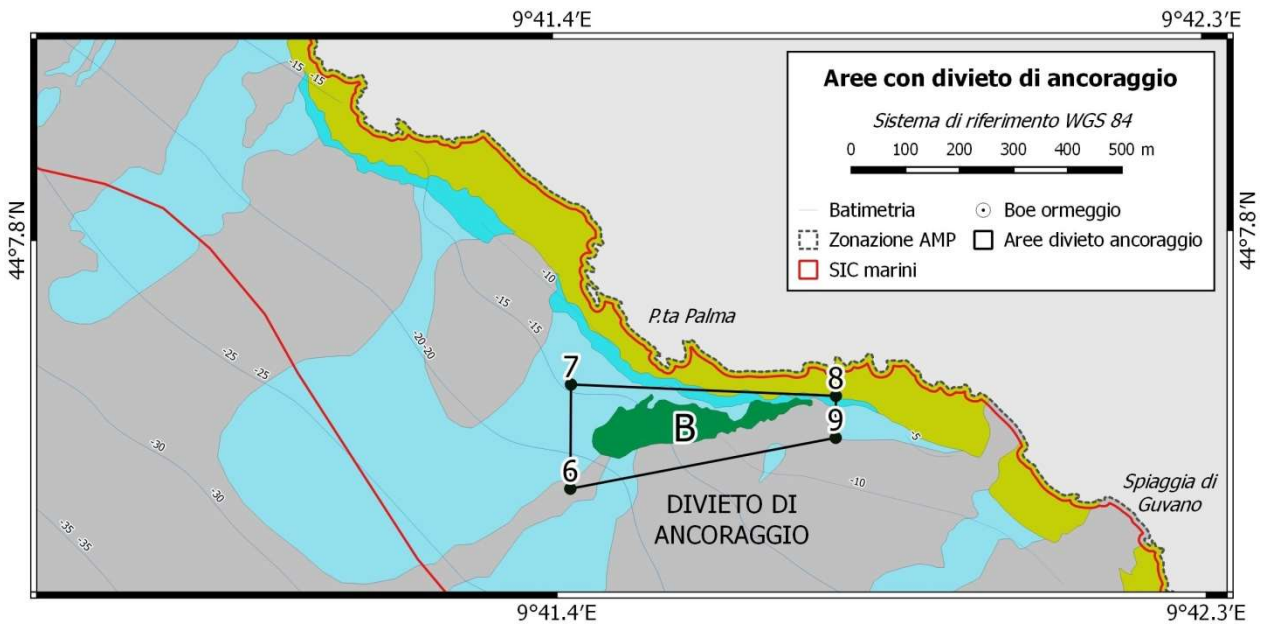 9°41.4′E
9°42.3′E
44°7.8′N
44°7.8′N
Aree con divieto di ancoraggio
Sistema di riferimento WGS 84
0 100 200 300 400 500 m
Batimetria
Boe ormeggio
Zonazione AMP
Aree divieto ancoraggio
SIC marini
-15
-15
-10
-15
-15
-20
-20
-25
-25
-30
-30
-35
-35
-5
-10
P.ta Palma
7
8
B
9
6
DIVIETO DI
ANCORAGGIO
Spiaggia di
Guvano
9°41.4′E
9°42.3′E